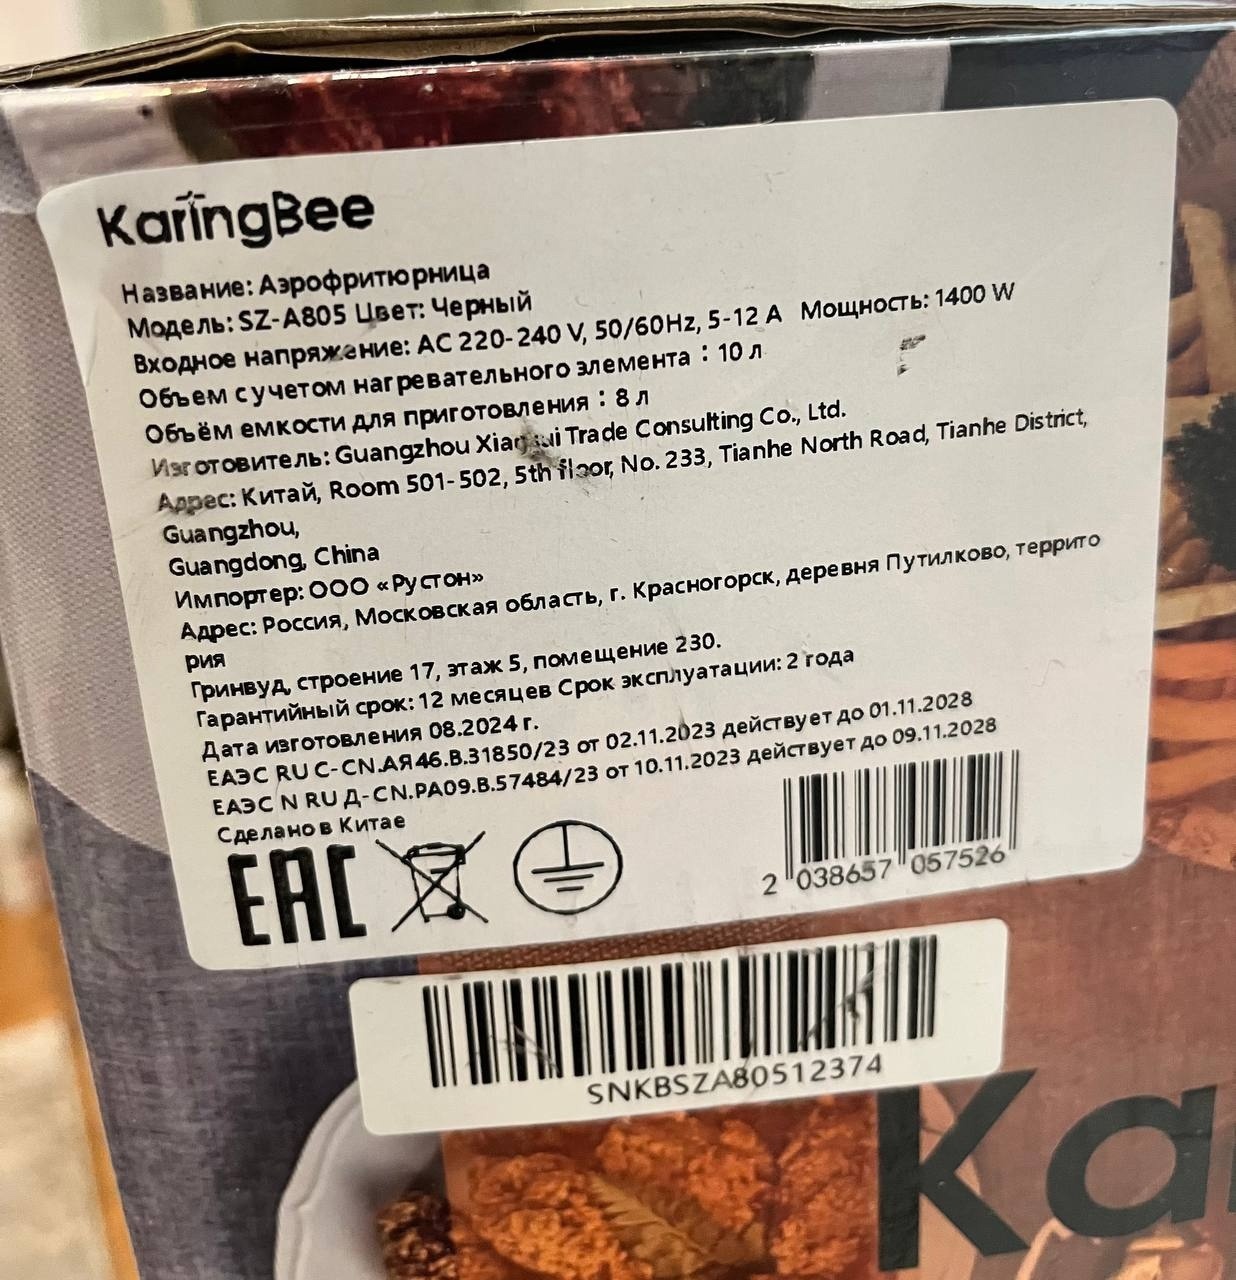 KaringBee
Название: Аэрофритюрница
Модель: SZ-A805 Цвет: Черный
Входное напряжение: AC 220-240 V, 50/60Hz, 5-12 A Мощность: 1400 W
Объем с учетом нагревательного элемента : 10 л
Объём емкости для приготовления : 8 л
Изготовитель: Guangzhou Trade Consulting Co., Ltd.
Адрес: Китай, Room 501-502, 5th floor, No. 233, Tianhe North Road, Tianhe District,
Guangzhou,
Guangdong, China
Импортер: ООО «Рустон»
Адрес: Россия, Московская область, г. Красногорск, деревня Путилково, террито
рия
Гринвуд, строение 17, этаж 5, помещение 230.
Гарантийный срок: 12 месяцев Срок эксплуатации: 2 года
Дата изготовления 08.2024 г.
ЕАЭС RU C-CN.АЯ46.В.31850/23 от 02.11.2023 действует до 01.11.2028
ЕАЭС N RU Д-CN.РА09.В.57484/23 от 10.11.2023 действует до 09.11.2028
Сделано в Китае
EAC
2 038657 057526
SNKBSZA80512374
Ka